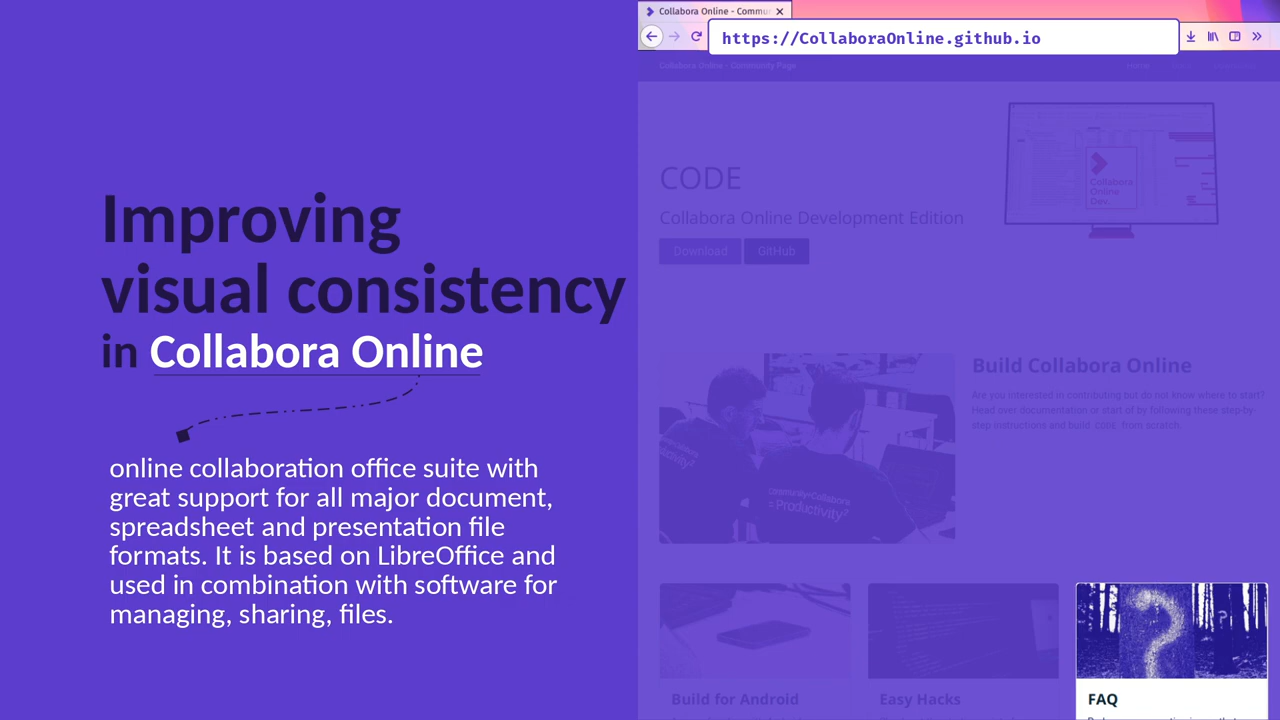 Improving
visual consistency
in Collabora Online
online collaboration office suite with
great support for all major document,
spreadsheet and presentation file
formats. It is based on LibreOffice and
used in combination with software for
managing, sharing, files.
Collabora Online - Commu
https://CollaboraOnline.github.io
Collabora Online - Community Page
Home
CODE
Collabora Online Development Edition
Download GitHub
Collabora
Online
Dev.
Build Collabora Online
Are you interested in contributing but do not know where to start?
Head over documentation or start of by following these step-by-
step instructions and build CODE from scratch.
community+Collabora
=Productivity²
Build for Android
Easy Hacks
FAQ